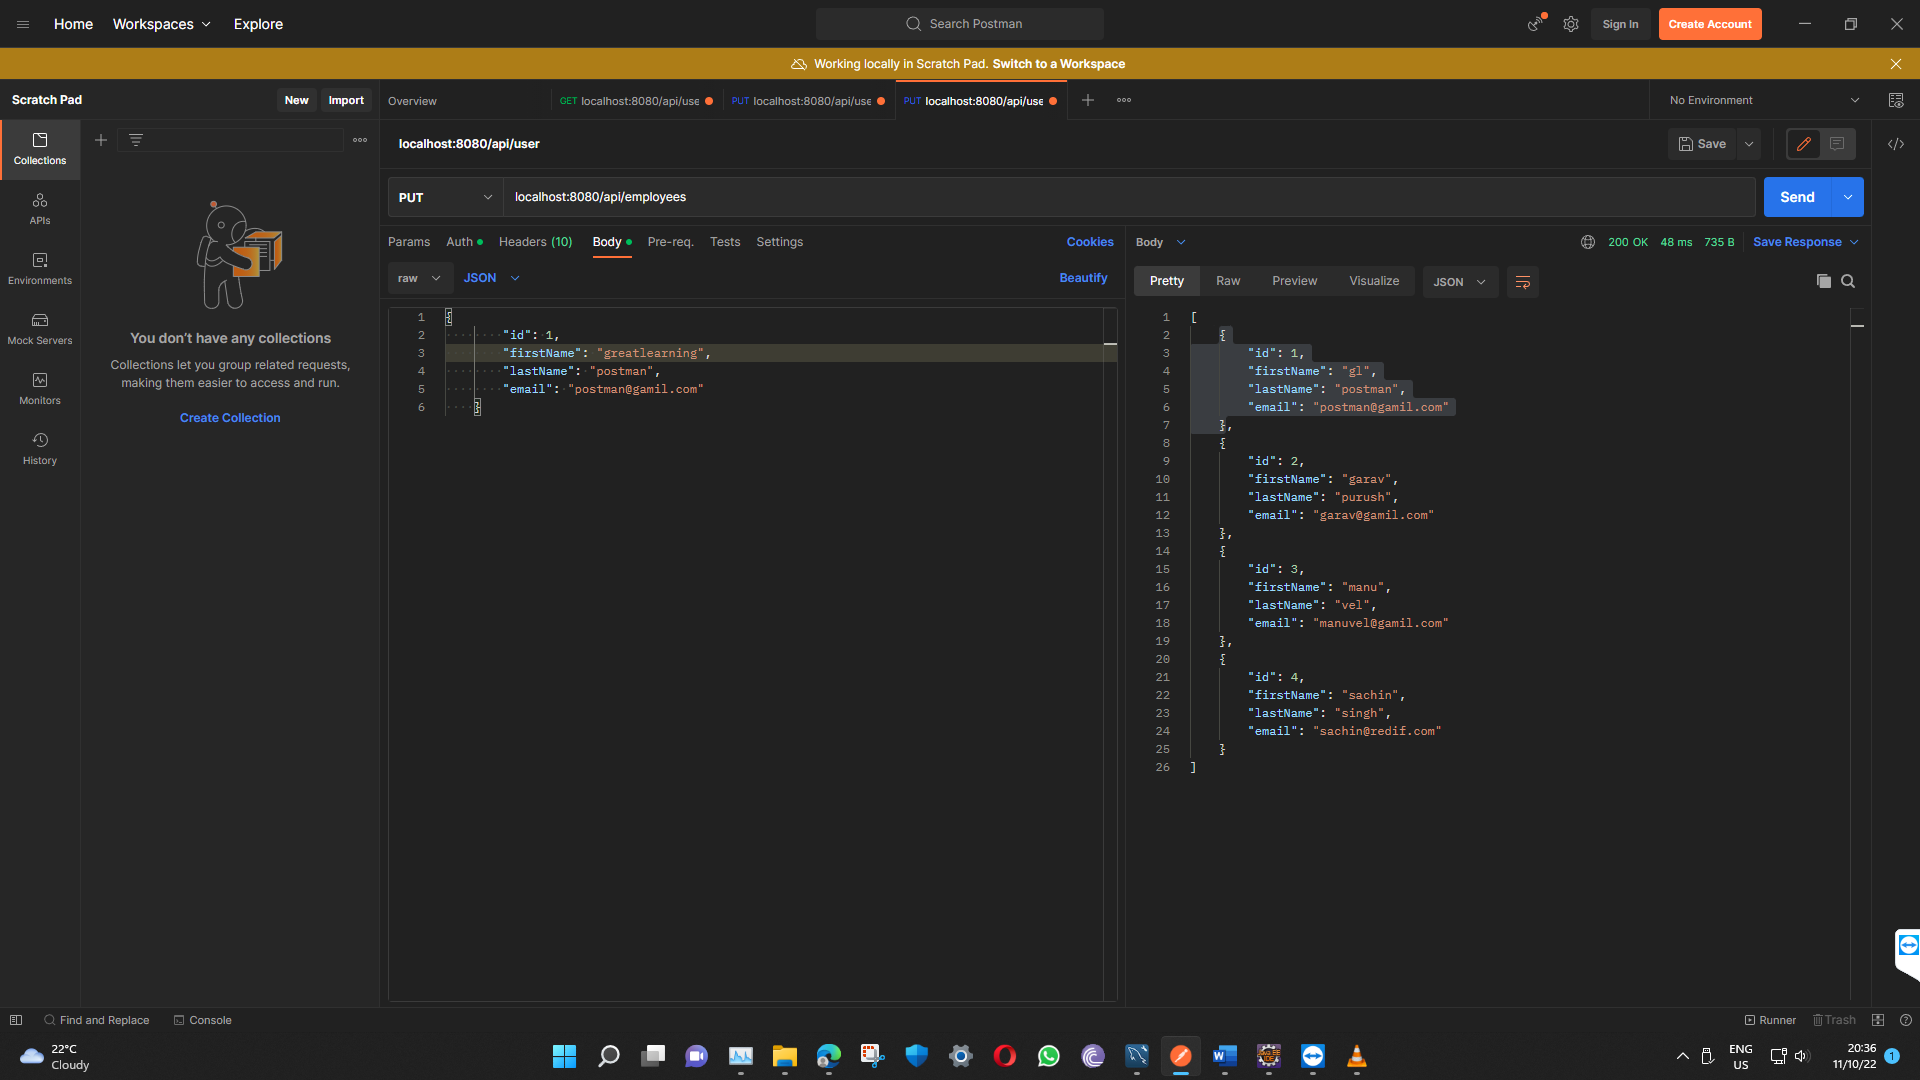 Home Workspaces Explore Search Postman Sign In Create Account
Working locally in Scratch Pad. Switch to a Workspace
Scratch Pad New Import Overview GET localhost:8080/api/use PUT localhost:8080/api/use PUT localhost:8080/api/use No Environment
Collections
APIs
Environments
Mock Servers
Monitors
History
You don't have any collections
Collections let you group related requests,
making them easier to access and run.
Create Collection
localhost:8080/api/user Save
PUT localhost:8080/api/employees Send
Params Auth Headers (10) Body Pre-req. Tests Settings Cookies
raw JSON Beautify
1 {
2 "id": 1,
3 "firstName": "greatlearning",
4 "lastName": "postman",
5 "email": "postman@gamil.com"
6 }
Body 200 OK 48 ms 735 B Save Response
Pretty Raw Preview Visualize JSON
1 [
2 {
3 "id": 1,
4 "firstName": "gl",
5 "lastName": "postman",
6 "email": "postman@gamil.com"
7 },
8 {
9 "id": 2,
10 "firstName": "garav",
11 "lastName": "purush",
12 "email": "garav@gamil.com"
13 },
14 {
15 "id": 3,
16 "firstName": "manu",
17 "lastName": "vel",
18 "email": "manuvel@gamil.com"
19 },
20 {
21 "id": 4,
22 "firstName": "sachin",
23 "lastName": "singh",
24 "email": "sachin@redif.com"
25 }
26 ]
Find and Replace Console Runner Trash
22°C
Cloudy
ENG
US
20:36
11/10/22
1